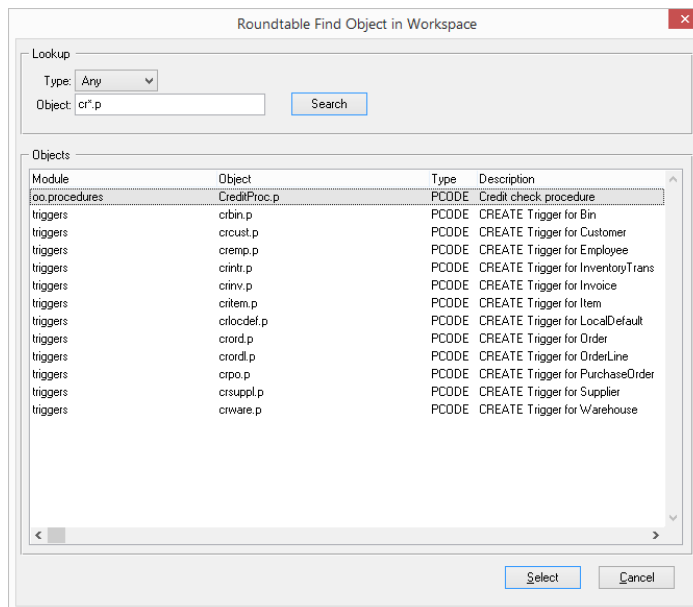 Roundtable Find Object in Workspace
Lookup
Type: Any
Object: cr*.p Search
Objects
Module Object Type Description
oo.procedures CreditProc.p PCODE Credit check procedure
triggers crbin.p PCODE CREATE Trigger for Bin
triggers crcust.p PCODE CREATE Trigger for Customer
triggers cremp.p PCODE CREATE Trigger for Employee
triggers crintr.p PCODE CREATE Trigger for InventoryTrans
triggers crinv.p PCODE CREATE Trigger for Invoice
triggers critem.p PCODE CREATE Trigger for Item
triggers crlocdef.p PCODE CREATE Trigger for LocalDefault
triggers crord.p PCODE CREATE Trigger for Order
triggers crordl.p PCODE CREATE Trigger for OrderLine
triggers crpo.p PCODE CREATE Trigger for PurchaseOrder
triggers crsuppl.p PCODE CREATE Trigger for Supplier
triggers crware.p PCODE CREATE Trigger for Warehouse
Select Cancel